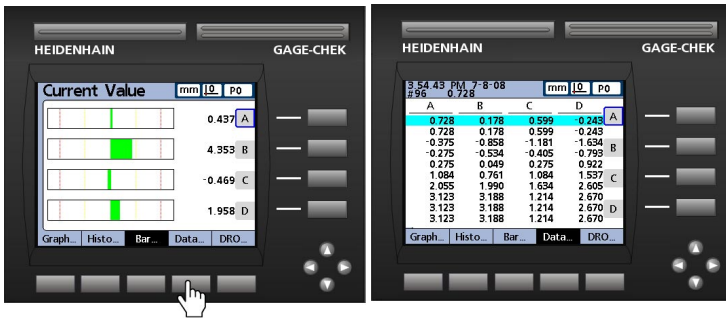 HEIDENHAIN GAGE-CHEK
Current Value mm 0 P0
0.437 A
4.353 B
-0.469 C
1.958 D
Graph... Histo... Bar... Data... DRO...
HEIDENHAIN GAGE-CHEK
3.54.43 PM 7-8-08
#96 0.728 mm 0 P0
A B C D
0.728 0.178 0.599 -0.243 A
0.728 0.178 0.599 -0.243
-0.375 -0.858 -1.181 -1.634
-0.275 -0.534 -0.405 -0.793 B
0.275 0.049 0.275 0.922
1.084 0.761 1.084 1.537 C
2.055 1.990 1.634 2.605
3.123 3.188 1.214 2.670
3.123 3.188 1.214 2.670 D
3.123 3.188 1.214 2.670
Graph... Histo... Bar... Data... DRO...